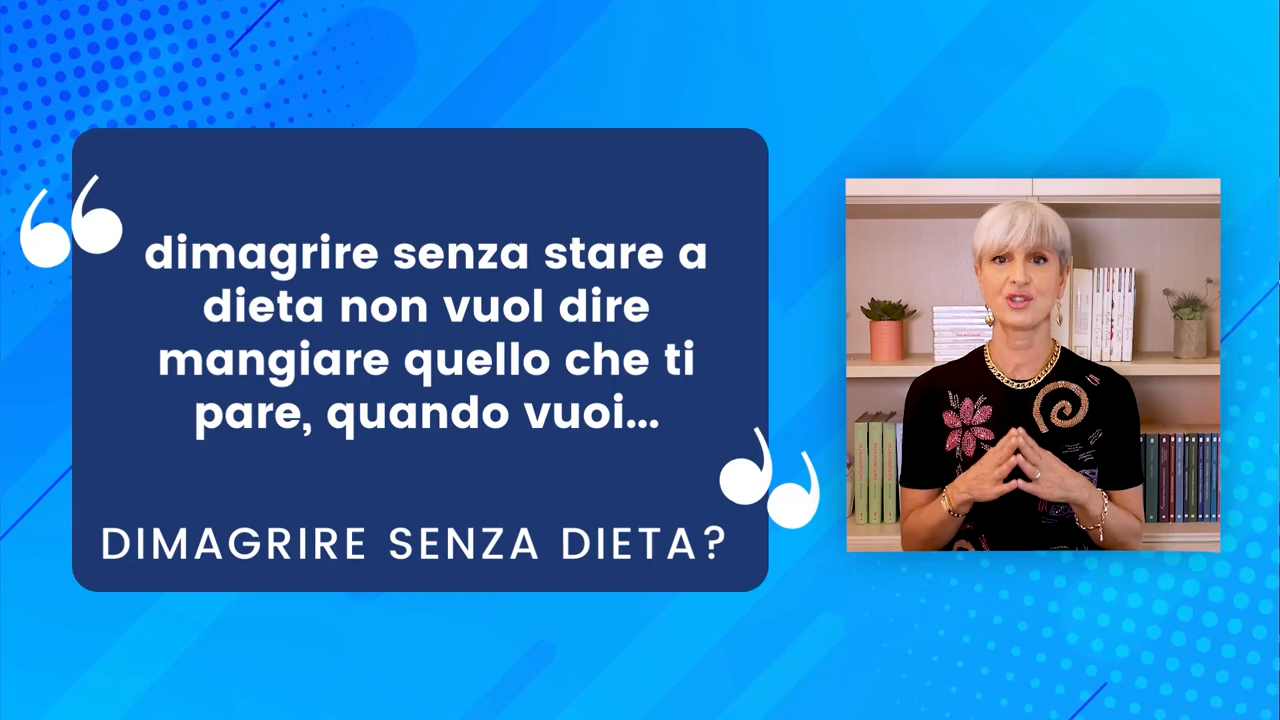 dimagrire senza stare a
dieta non vuol dire
mangiare quello che ti
pare, quando vuoi...
DIMAGRIRE SENZA DIETA?